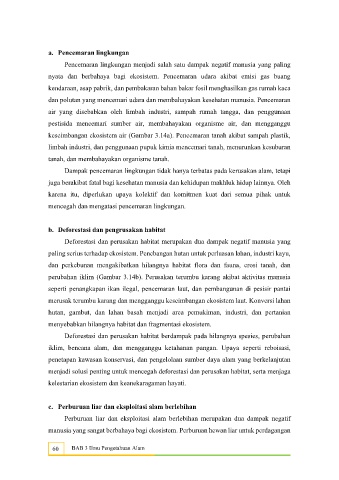 a. Pencemaran lingkungan
Pencemaran lingkungan menjadi salah satu dampak negatif manusia yang paling
nyata dan berbahaya bagi ekosistem. Pencemaran udara akibat emisi gas buang
kendaraan, asap pabrik, dan pembakaran bahan bakar fosil menghasilkan gas rumah kaca
dan polutan yang mencemari udara dan membahayakan kesehatan manusia. Pencemaran
air yang disebabkan oleh limbah industri, sampah rumah tangga, dan penggunaan
pestisida mencemari sumber air, membahayakan organisme air, dan mengganggu
keseimbangan ekosistem air (Gambar 3.14a). Pencemaran tanah akibat sampah plastik,
limbah industri, dan penggunaan pupuk kimia mencemari tanah, menurunkan kesuburan
tanah, dan membahayakan organisme tanah.
Dampak pencemaran lingkungan tidak hanya terbatas pada kerusakan alam, tetapi
juga berakibat fatal bagi kesehatan manusia dan kehidupan makhluk hidup lainnya. Oleh
karena itu, diperlukan upaya kolektif dan komitmen kuat dari semua pihak untuk
mencegah dan mengatasi pencemaran lingkungan.
b. Deforestasi dan pengrusakan habitat
Deforestasi dan perusakan habitat merupakan dua dampak negatif manusia yang
paling serius terhadap ekosistem. Penebangan hutan untuk perluasan lahan, industri kayu,
dan perkebunan mengakibatkan hilangnya habitat flora dan fauna, erosi tanah, dan
perubahan iklim (Gambar 3.14b). Perusakan terumbu karang akibat aktivitas manusia
seperti penangkapan ikan ilegal, pencemaran laut, dan pembangunan di pesisir pantai
merusak terumbu karang dan mengganggu keseimbangan ekosistem laut. Konversi lahan
hutan, gambut, dan lahan basah menjadi area pemukiman, industri, dan pertanian
menyebabkan hilangnya habitat dan fragmentasi ekosistem.
Deforestasi dan perusakan habitat berdampak pada hilangnya spesies, perubahan
iklim, bencana alam, dan mengganggu ketahanan pangan. Upaya seperti reboisasi,
penetapan kawasan konservasi, dan pengelolaan sumber daya alam yang berkelanjutan
menjadi solusi penting untuk mencegah deforestasi dan perusakan habitat, serta menjaga
kelestarian ekosistem dan keanekaragaman hayati.
c. Perburuan liar dan eksploitasi alam berlebihan
Perburuan liar dan eksploitasi alam berlebihan merupakan dua dampak negatif
manusia yang sangat berbahaya bagi ekosistem. Perburuan hewan liar untuk perdagangan
60 BAB 3 Ilmu Pengetahuan Alam